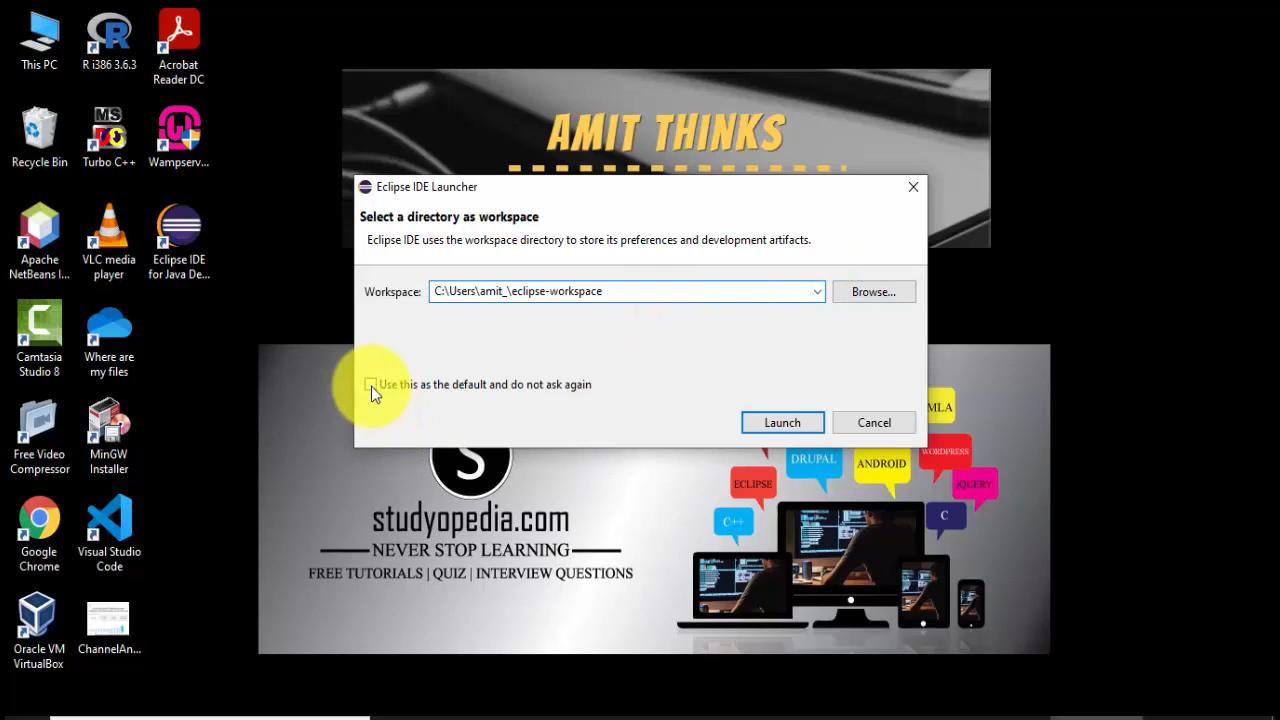 This PC
R i386 3.6.3
Acrobat
Reader DC
Recycle Bin
MS
Turbo C++
Wampserv...
Apache
NetBeans I...
VLC media
player
Eclipse IDE
for Java De...
Camtasia
Studio 8
Where are
my files
Free Video
Compressor
MinGW
Installer
Google
Chrome
Visual Studio
Code
Oracle VM
VirtualBox
ChannelAn...
AMIT THINKS
Eclipse IDE Launcher
Select a directory as workspace
Eclipse IDE uses the workspace directory to store its preferences and development artifacts.
Workspace:
C:\Users\amit_\eclipse-workspace
Browse...
Use this as the default and do not ask again
Launch
Cancel
S
studyopedia.com
NEVER STOP LEARNING
FREE TUTORIALS | QUIZ | INTERVIEW QUESTIONS
MLA
DRUPAL
ANDROID
WORDPRESS
ECLIPSE
jQUERY
C++
C